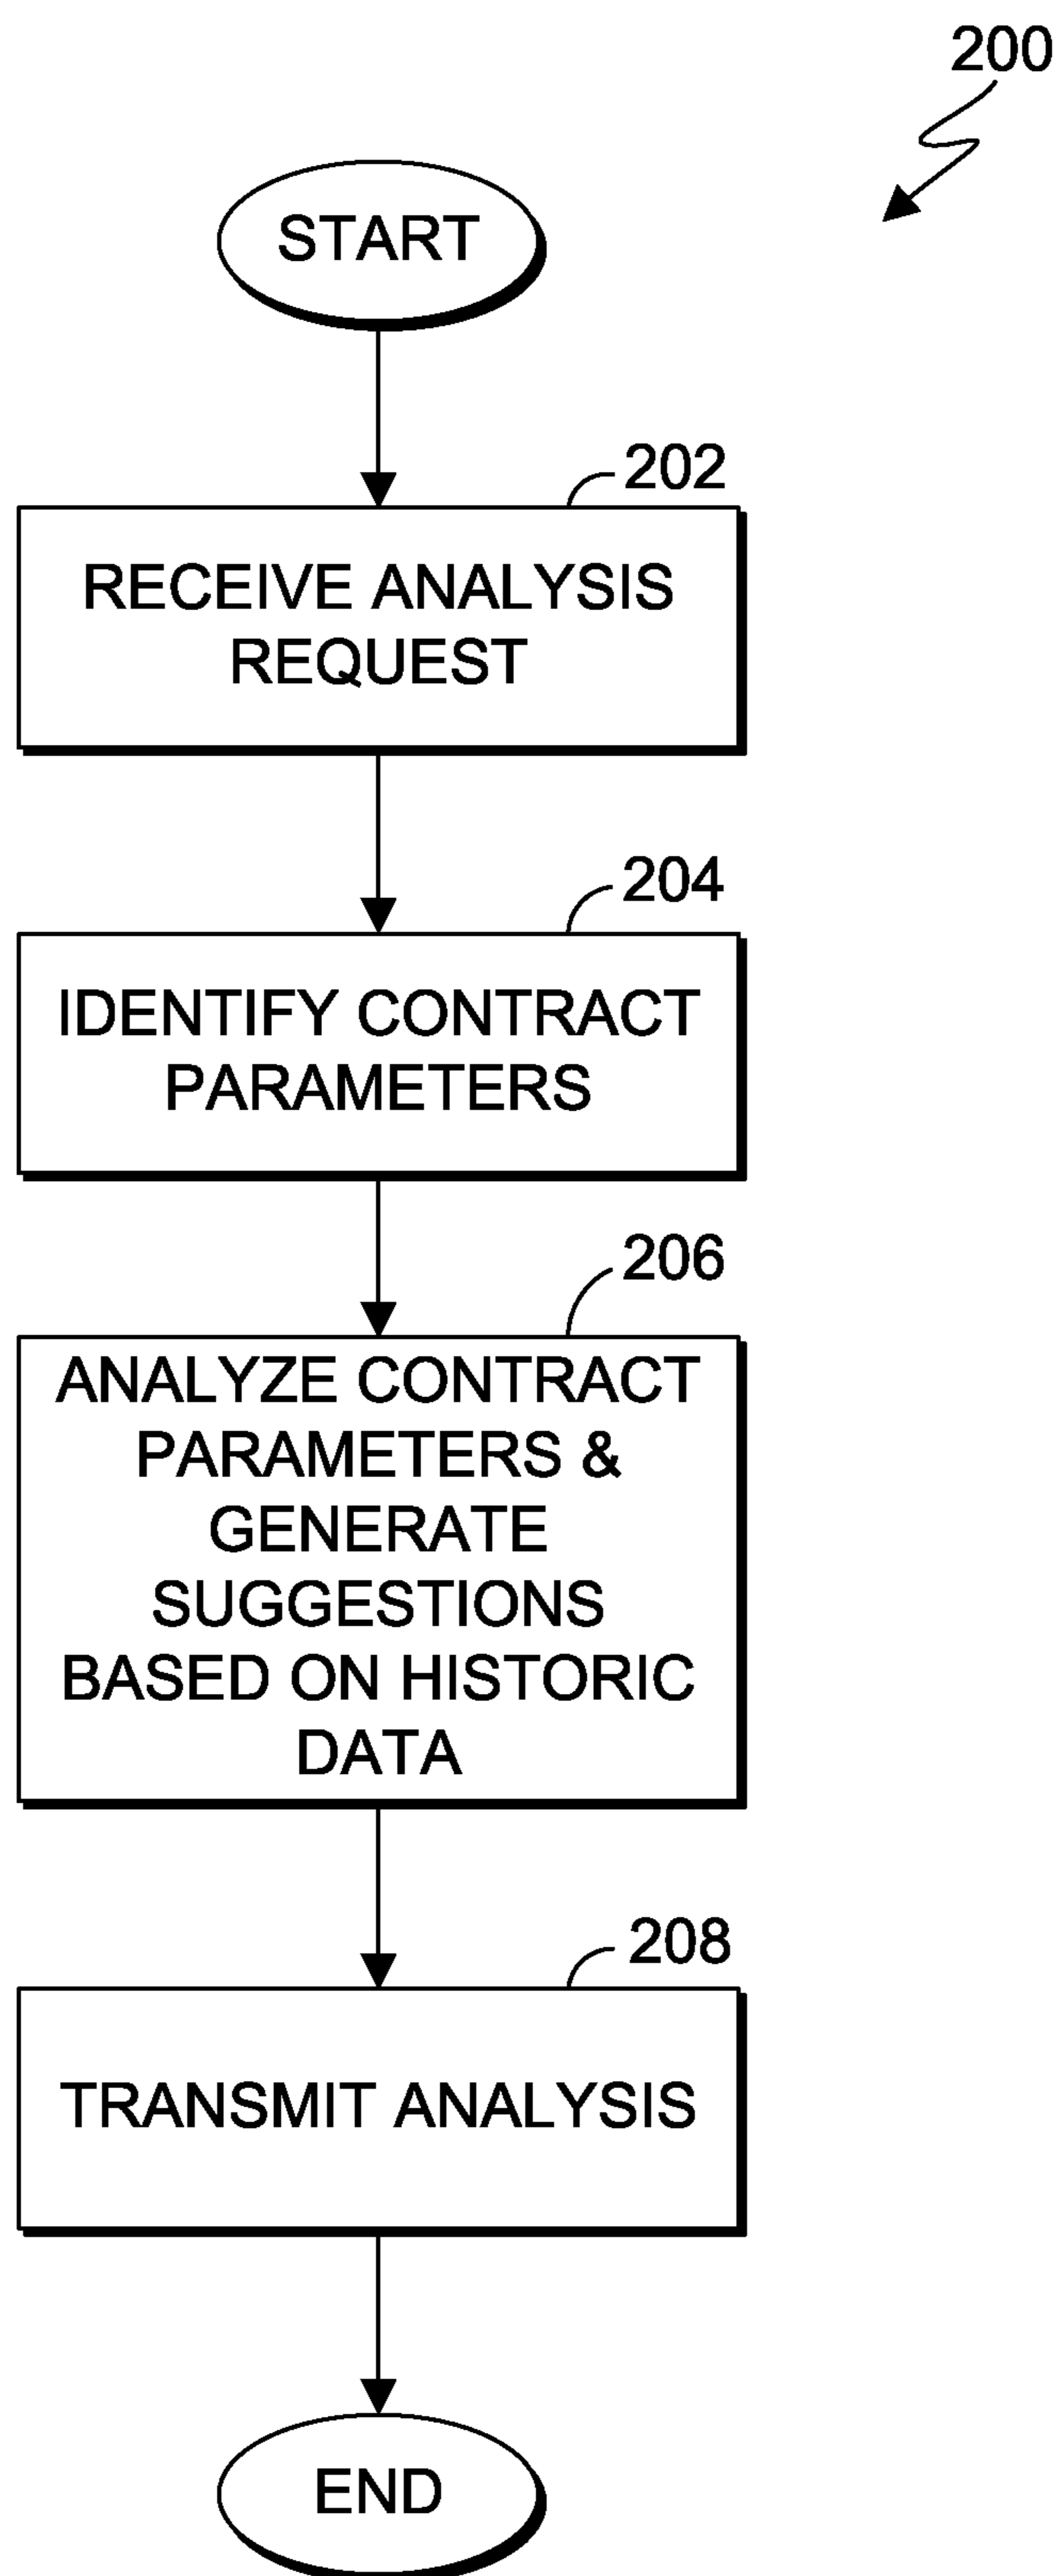 200
START
202
RECEIVE ANALYSIS
REQUEST
204
IDENTIFY CONTRACT
PARAMETERS
206
ANALYZE CONTRACT
PARAMETERS &
GENERATE
SUGGESTIONS
BASED ON HISTORIC
DATA
208
TRANSMIT ANALYSIS
END